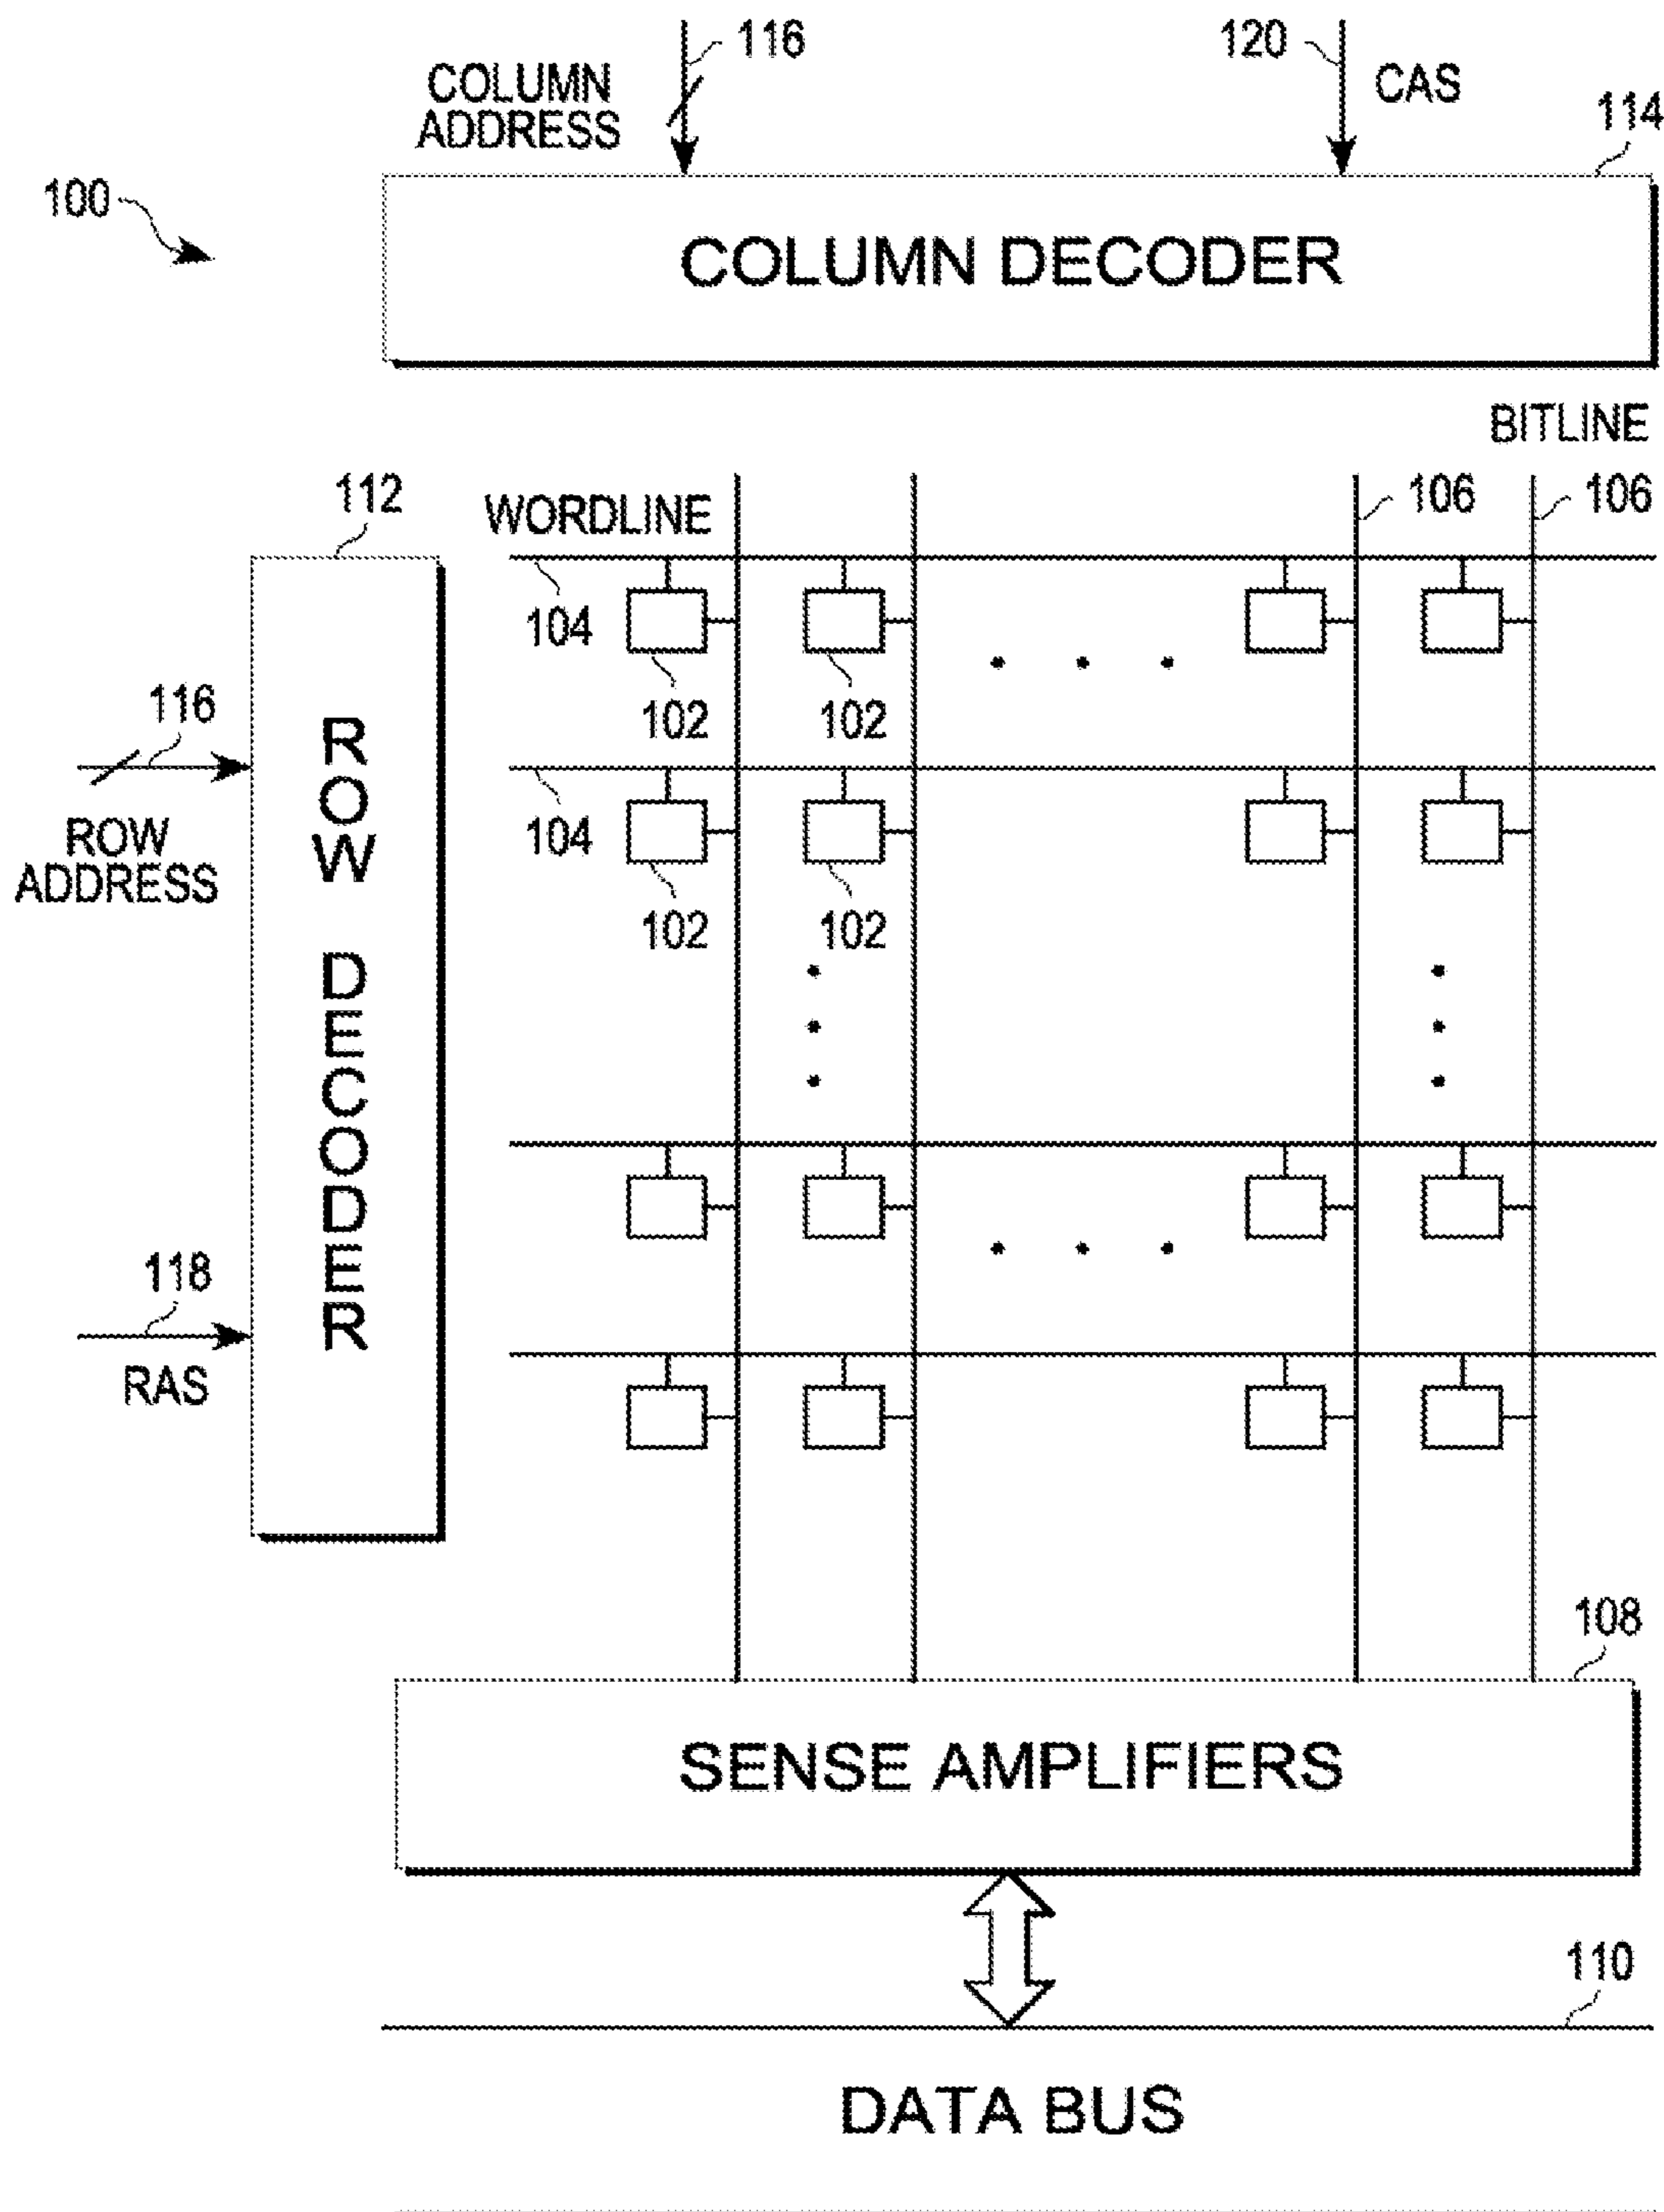 116
120
COLUMN
ADDRESS
CAS
114
100
COLUMN DECODER
BITLINE
112
WORDLINE
106
106
104
102
102
116
ROW
ADDRESS
104
102
102
ROW DECODER
118
RAS
108
SENSE AMPLIFIERS
110
DATA BUS